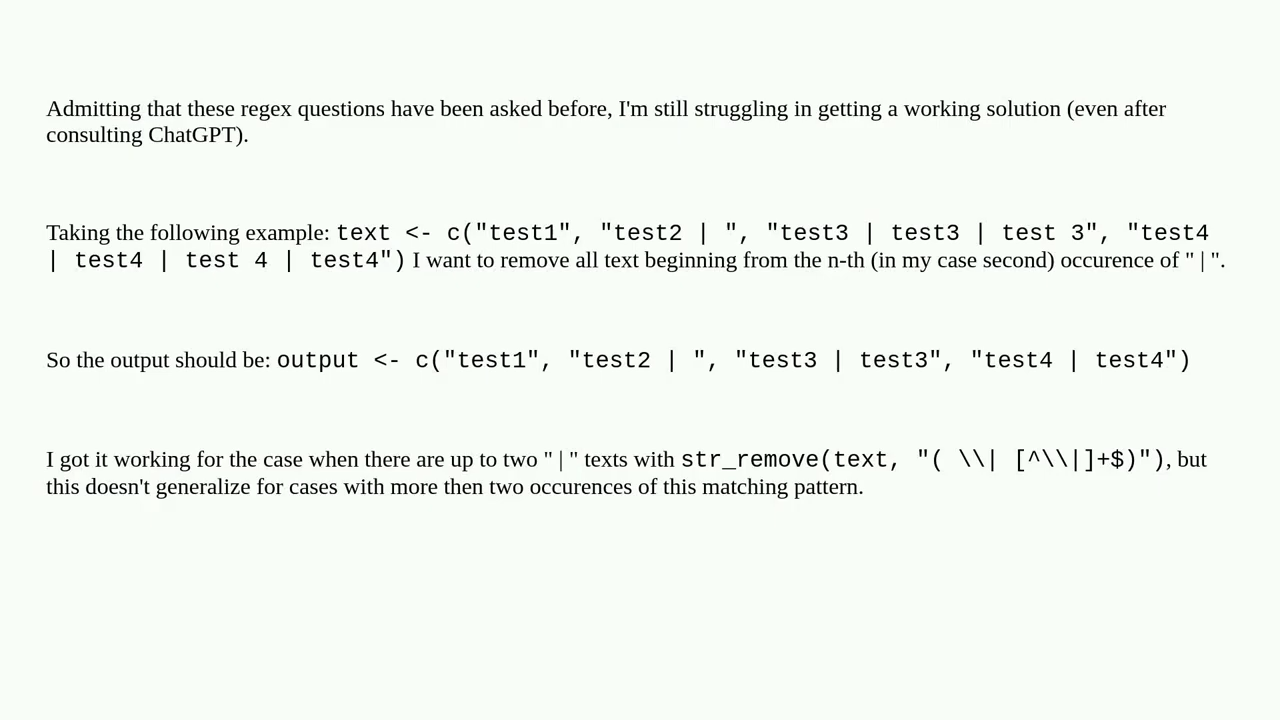 Admitting that these regex questions have been asked before, I'm still struggling in getting a working solution (even after
consulting ChatGPT).
Taking the following example: text <- c("test1", "test2 | ", "test3 | test3 | test 3", "test4
| test4 | test 4 | test4") I want to remove all text beginning from the n-th (in my case second) occurence of " | ".
So the output should be: output <- c("test1", "test2 | ", "test3 | test3", "test4 | test4")
I got it working for the case when there are up to two " | " texts with str_remove(text, "( \\| [^\\|]+$)"), but
this doesn't generalize for cases with more then two occurences of this matching pattern.